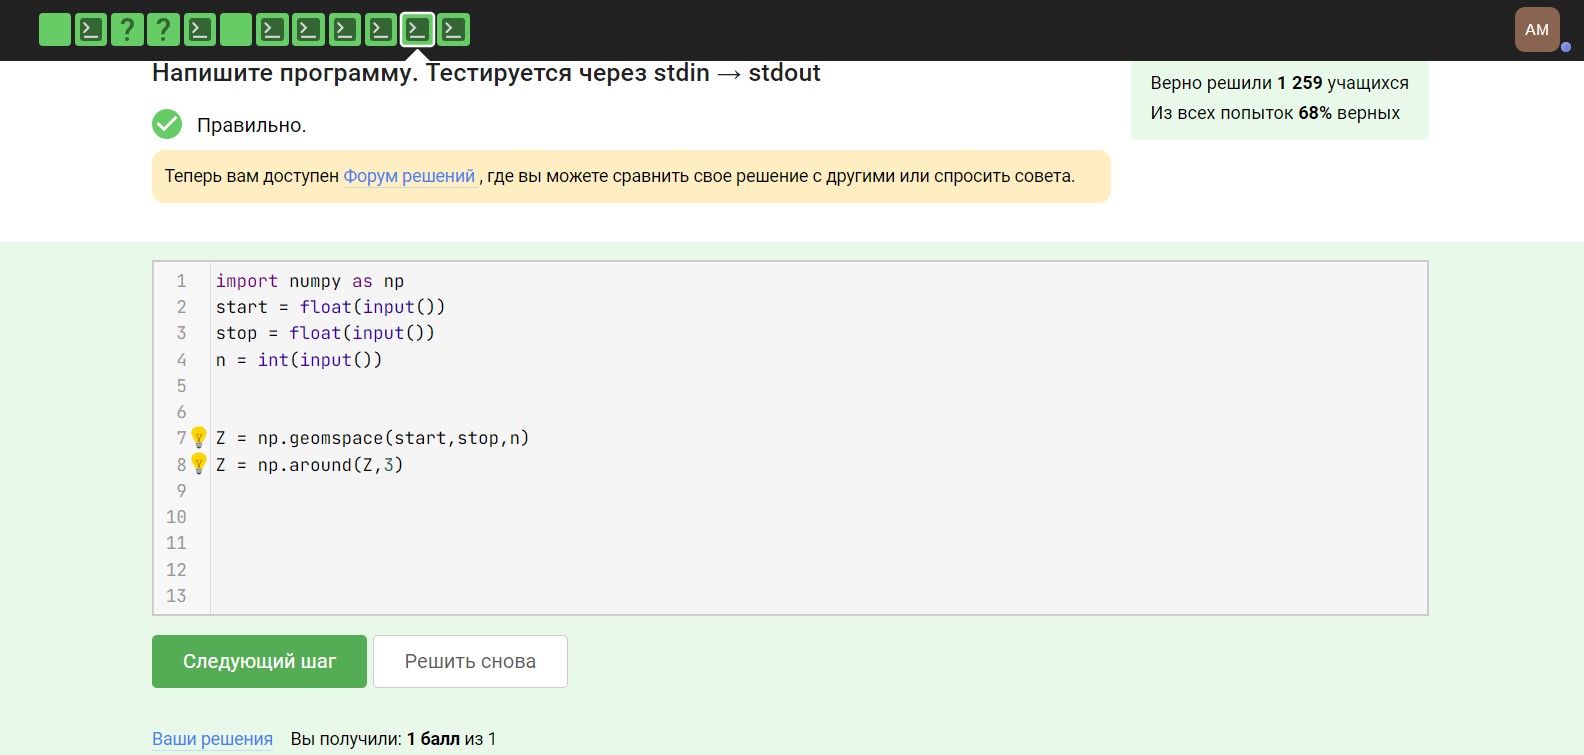 ? ?
AM
Напишите программу. Тестируется через stdin → stdout
Верно решили 1 259 учащихся
Из всех попыток 68% верных
Правильно.
Теперь вам доступен Форум решений , где вы можете сравнить свое решение с другими или спросить совета.
1 import numpy as np
2 start = float(input())
3 stop = float(input())
4 n = int(input())
5
6
7 Z = np.geomspace(start,stop,n)
8 Z = np.around(Z,3)
9
10
11
12
13
Следующий шаг
Решить снова
Ваши решения Вы получили: 1 балл из 1